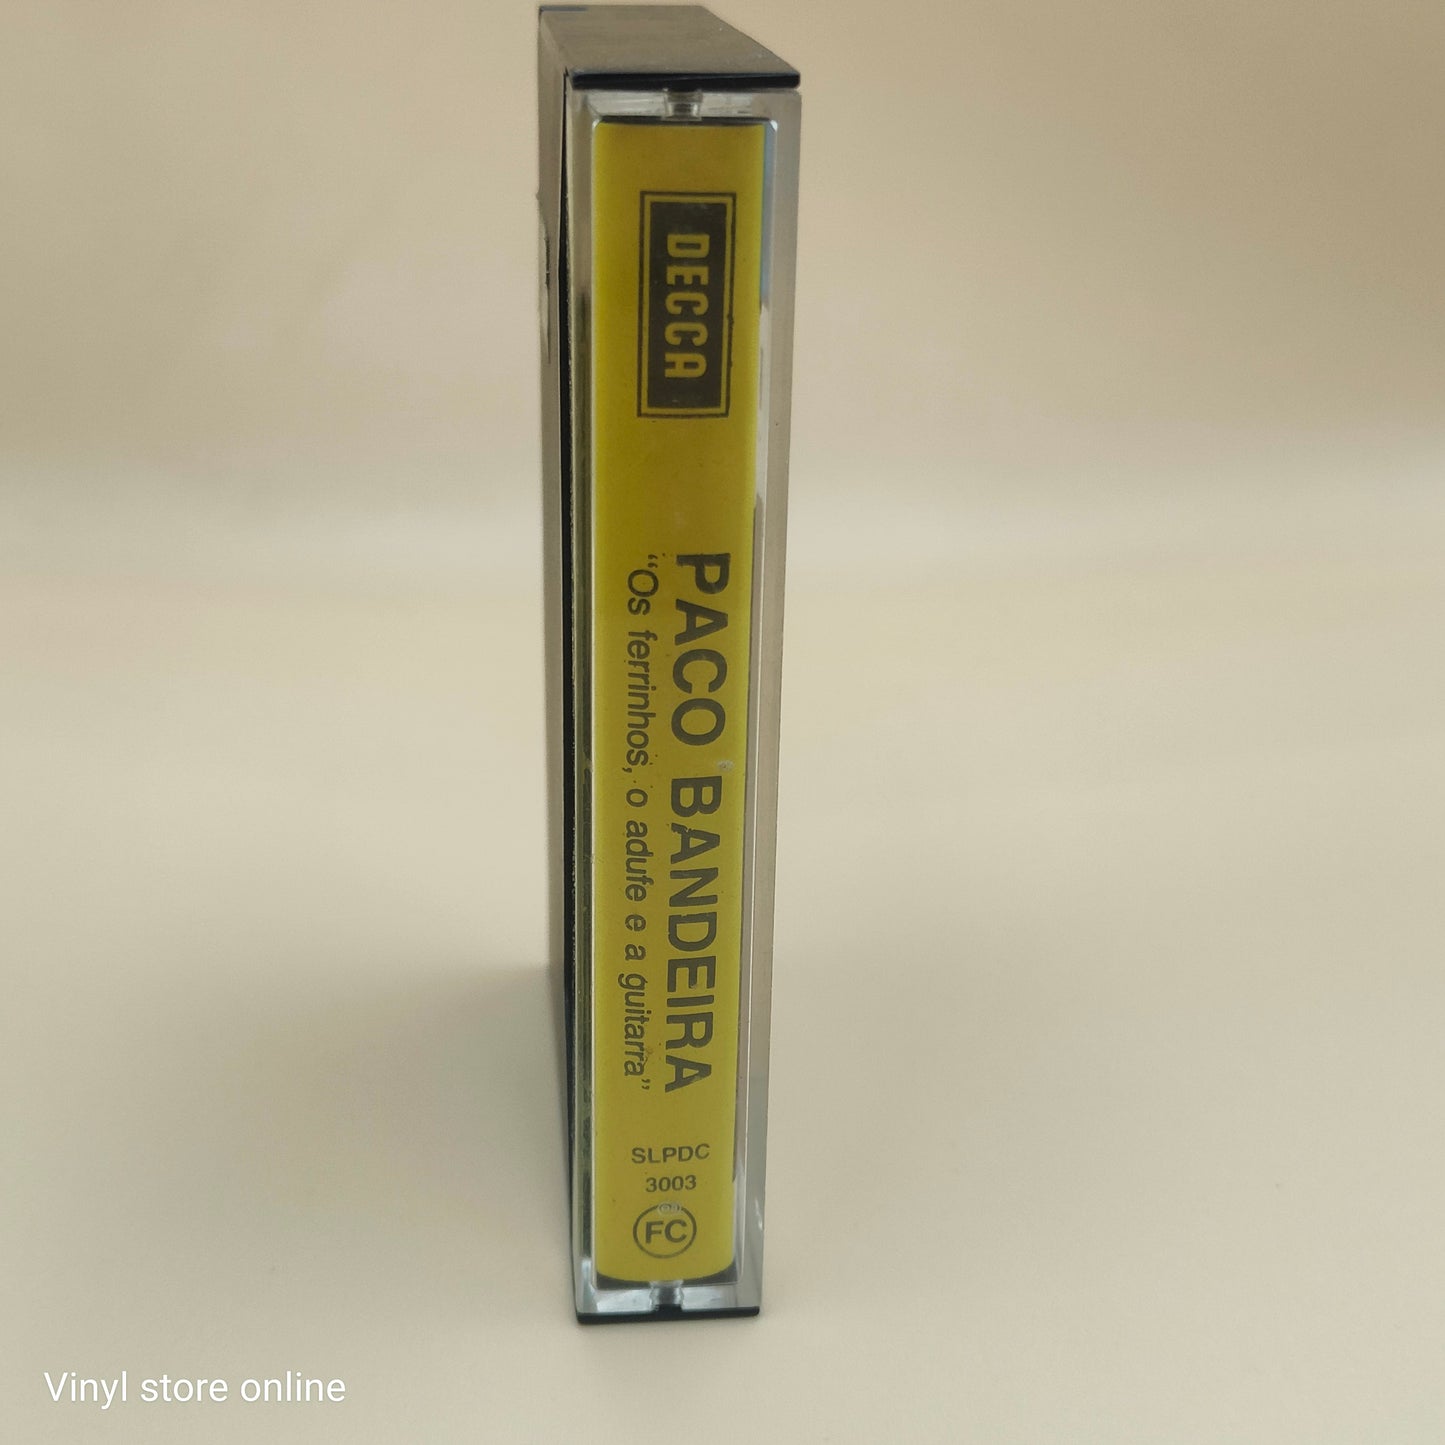 DECCA
PACO BANDEIRA
“Os ferrinhos, o adufe e a guitarra”
SLPDC
3003
FC
Vinyl store online